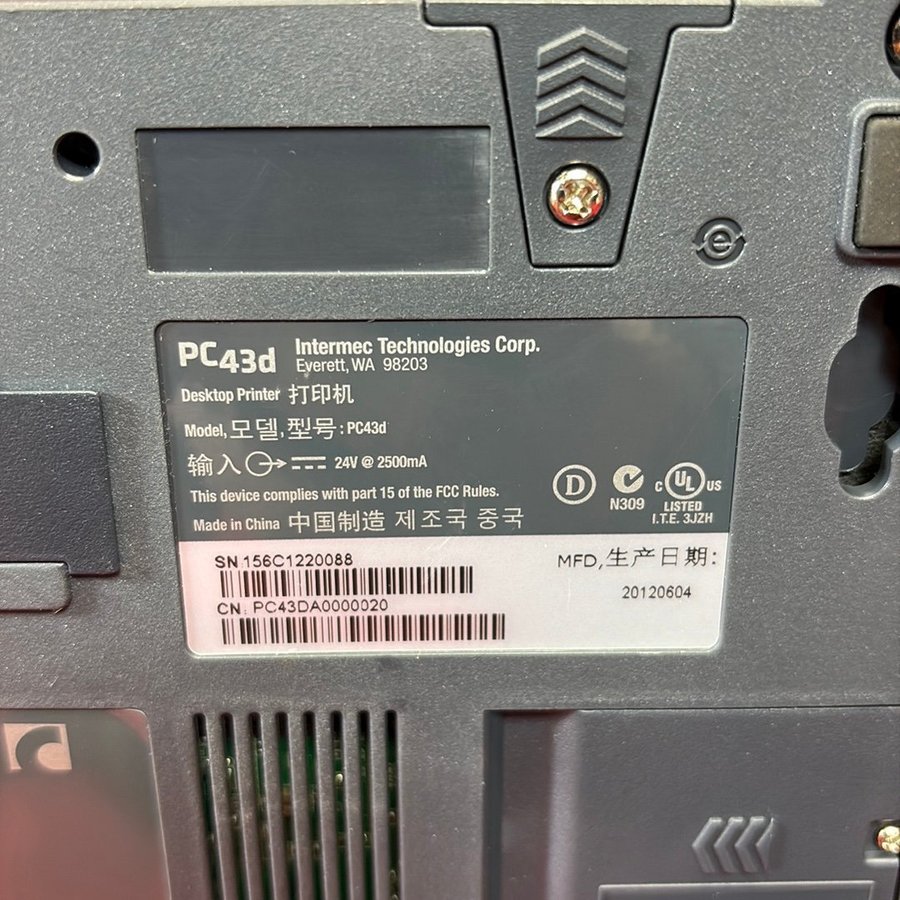 PC43d Intermec Technologies Corp.
Everett, WA 98203
Desktop Printer 打印机
Model, 모델, 型号: PC43d
输入 24V @ 2500mA
This device complies with part 15 of the FCC Rules.
Made in China 中国制造 제조국 중국
D
N309
c UL US
LISTED
I.T.E. 3JZH
SN 156C1220088
CN: PC43DA0000020
MFD, 生产日期:
20120604
e